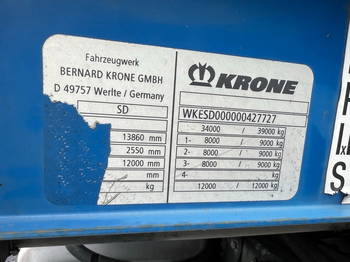 Fahrzeugwerk
BERNARD KRONE GMBH
D 49757 Werlte / Germany
SD
13860 mm
2550 mm
12000 mm
mm
kg
KRONE
WKESD000000427727
34000 / 39000 kg
1- 8000 / 9000 kg
2- 8000 / 9000 kg
3- 8000 / 9000 kg
4- kg
12000 / 12000 kg